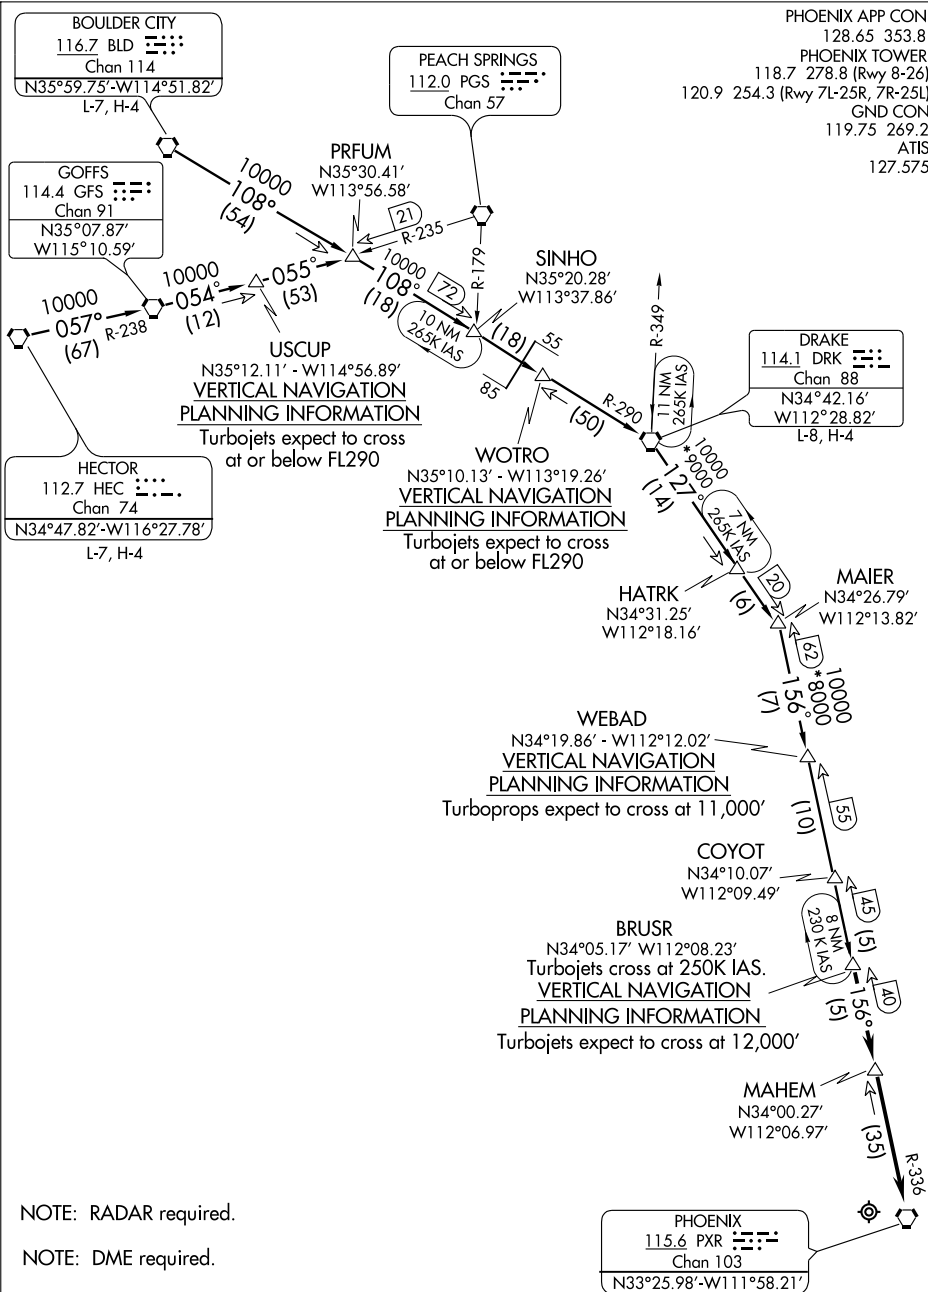 BOULDER CITY
116.7 BLD
Chan 114
N35°59.75'-W114°51.82'
L-7, H-4
PEACH SPRINGS
112.0 PGS
Chan 57
PHOENIX APP CON
128.65 353.8
PHOENIX TOWER
118.7 278.8 (Rwy 8-26)
120.9 254.3 (Rwy 7L-25R, 7R-25L)
GND CON
119.75 269.2
ATIS
127.575
GOFFS
114.4 GFS
Chan 91
N35°07.87'
W115°10.59'
10000
108°
(54)
PRFUM
N35°30.41'
W113°56.58'
21
R-235
R-179
10000
057°
(67)
R-238
10000
054°
(12)
055°
(53)
10000
108°
(18)
72
10 NM
265K IAS
SINHO
N35°20.28'
W113°37.86'
(18)
55
85
USCUP
N35°12.11' - W114°56.89'
VERTICAL NAVIGATION
PLANNING INFORMATION
Turbojets expect to cross
at or below FL290
HECTOR
112.7 HEC
Chan 74
N34°47.82'-W116°27.78'
L-7, H-4
WOTRO
N35°10.13' - W113°19.26'
VERTICAL NAVIGATION
PLANNING INFORMATION
Turbojets expect to cross
at or below FL290
(50)
R-290
R-349
11 NM
265K IAS
DRAKE
114.1 DRK
Chan 88
N34°42.16'
W112°28.82'
L-8, H-4
10000
*9000
127°
(14)
7 NM
265K IAS
HATRK
N34°31.25'
W112°18.16'
(6)
20
MAIER
N34°26.79'
W112°13.82'
62
10000
*8000
156°
(7)
WEBAD
N34°19.86' - W112°12.02'
VERTICAL NAVIGATION
PLANNING INFORMATION
Turboprops expect to cross at 11,000'
55
(10)
COYOT
N34°10.07'
W112°09.49'
45
(5)
8 NM
230 K IAS
BRUSR
N34°05.17' W112°08.23'
Turbojets cross at 250K IAS.
VERTICAL NAVIGATION
PLANNING INFORMATION
Turbojets expect to cross at 12,000'
40
156°
(5)
MAHEM
N34°00.27'
W112°06.97'
(35)
R-336
PHOENIX
115.6 PXR
Chan 103
N33°25.98'-W111°58.21'
NOTE: RADAR required.
NOTE: DME required.